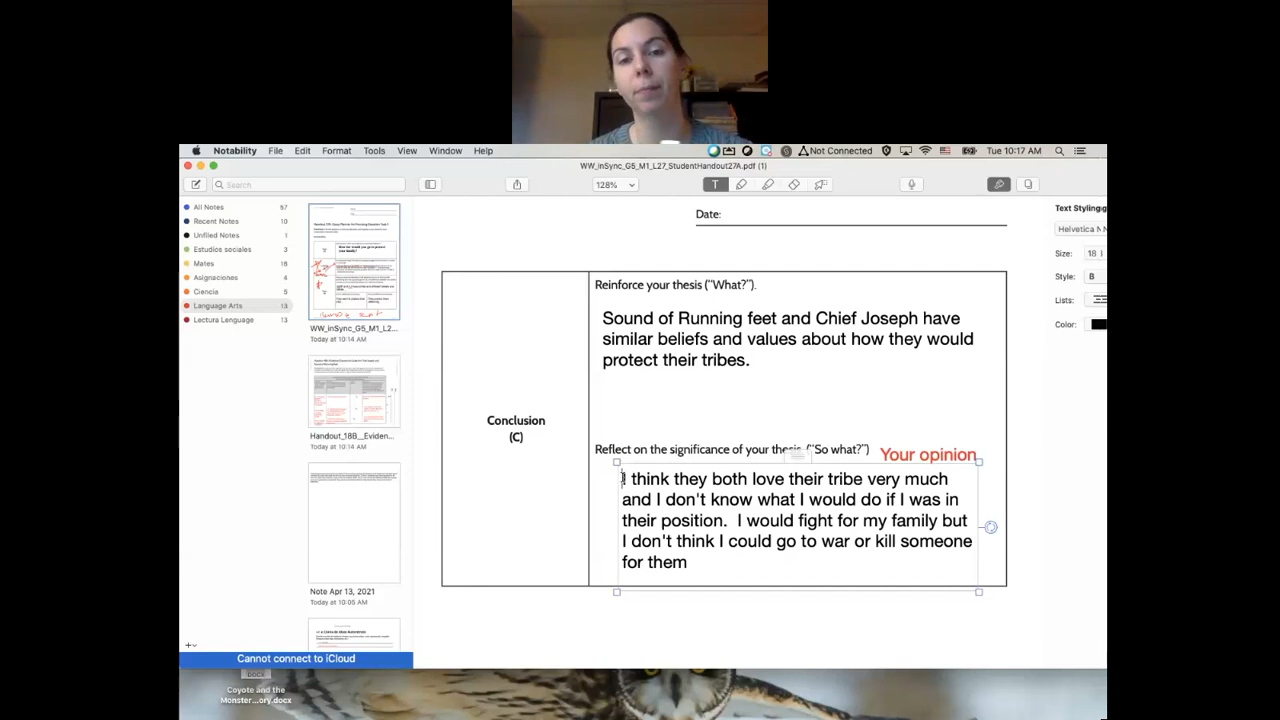 Notability File Edit Format Tools View Window Help Not Connected Tue 10:17 AM
WW_inSync_G5_M1_L27_StudentHandout27A.pdf (1)
Search 128% T
All Notes 57
Recent Notes 10
Unfiled Notes 1
Estudios sociales 3
Mates 18
Asignaciones 4
Ciencia 5
Language Arts 13
Lectura Language 13
WW_inSync_G5_M1_L2...
Today at 10:14 AM
Handout_18B__Eviden...
Today at 10:14 AM
Note Apr 13, 2021
Today at 10:05 AM
Cannot connect to iCloud
DOCX
Coyote and the
Monster...ory.docx
Date:
Conclusion
(C)
Reinforce your thesis ("What?").
Sound of Running feet and Chief Joseph have
similar beliefs and values about how they would
protect their tribes.
Reflect on the significance of your thesis. ("So what?") Your opinion
I think they both love their tribe very much
and I don't know what I would do if I was in
their position. I would fight for my family but
I don't think I could go to war or kill someone
for them
Text Styling
Helvetica N
Size: 18
Style: B
Lists:
Color: